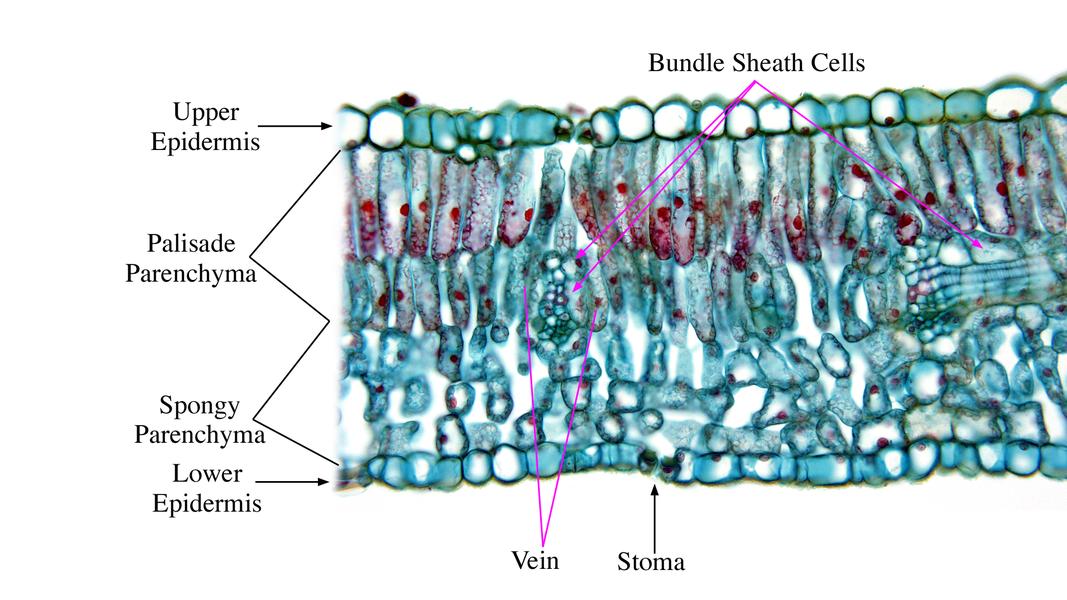 Bundle Sheath Cells
Upper
Epidermis
Palisade
Parenchyma
Spongy
Parenchyma
Lower
Epidermis
Vein
Stoma